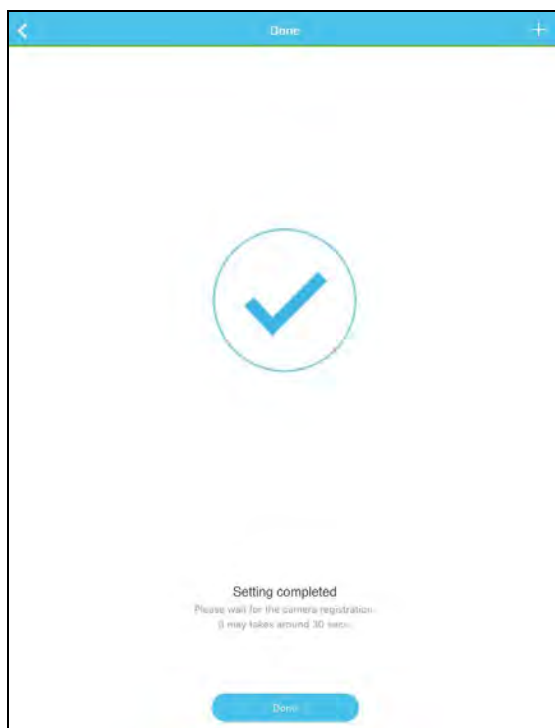 Done
Setting completed
Please wait for the camera registration.
It may takes around 30 secs.
Done